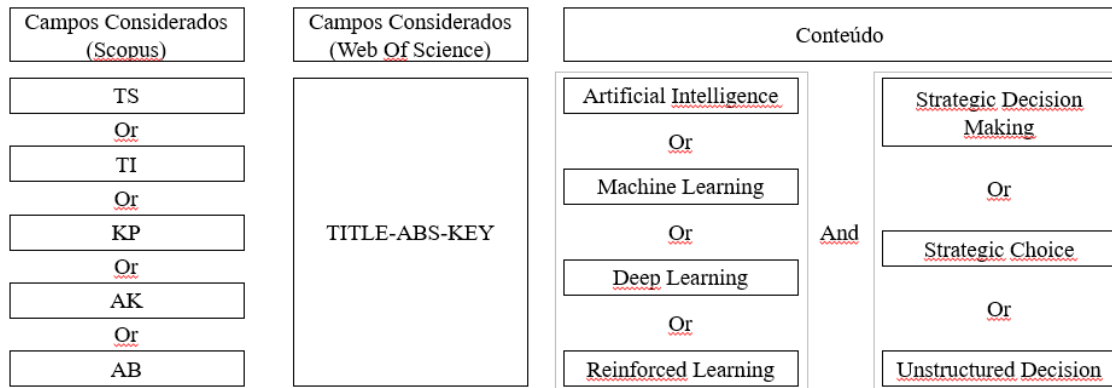 Campos Considerados
(Scopus)
Campos Considerados
(Web Of Science)
Conteúdo
TS
Or
TI
Or
KP
Or
AK
Or
AB
TITLE-ABS-KEY
Artificial Intelligence
Or
Machine Learning
Or
Deep Learning
Or
Reinforced Learning
And
Strategic Decision
Making
Or
Strategic Choice
Or
Unstructured Decision